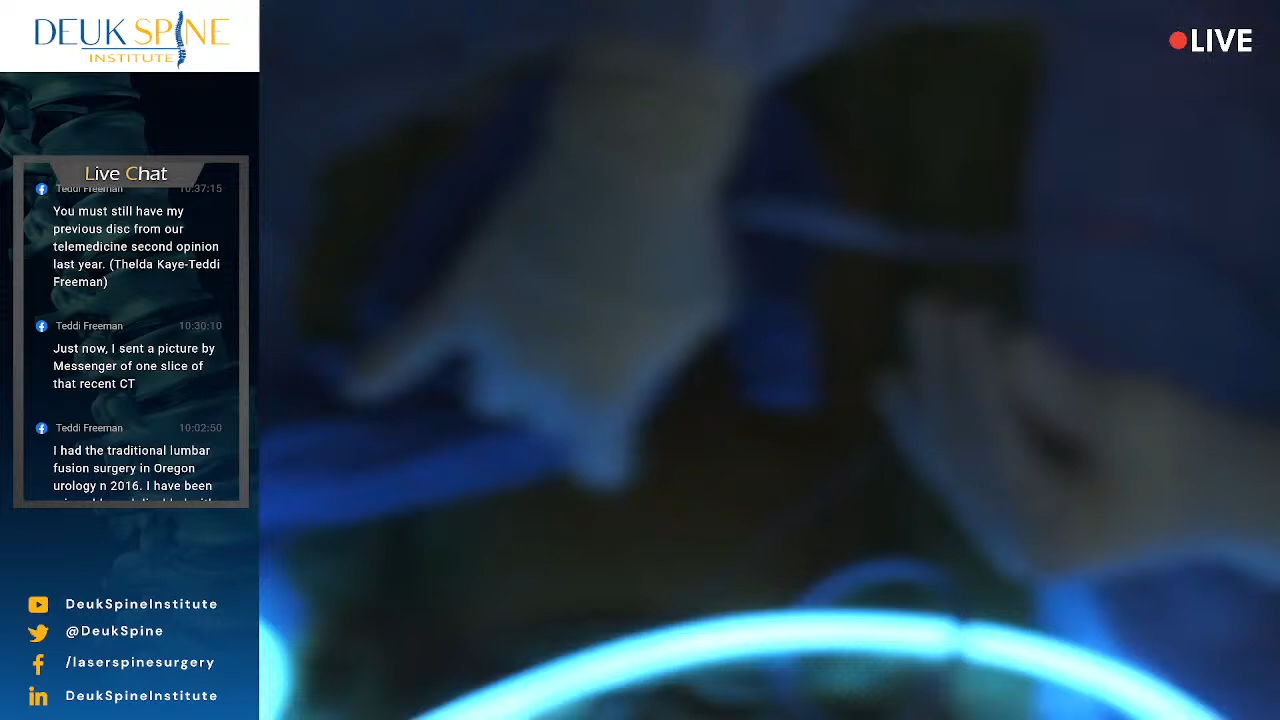 DEUK SPINE
INSTITUTE
LIVE
Live Chat
Teddi Freeman 10:37:15
You must still have my
previous disc from our
telemedicine second opinion
last year. (Thelda Kaye-Teddi
Freeman)
Teddi Freeman 10:30:10
Just now, I sent a picture by
Messenger of one slice of
that recent CT
Teddi Freeman 10:02:50
I had the traditional lumbar
fusion surgery in Oregon
urology n 2016. I have been
DeukSpineInstitute
@DeukSpine
/laserspinesurgery
DeukSpineInstitute